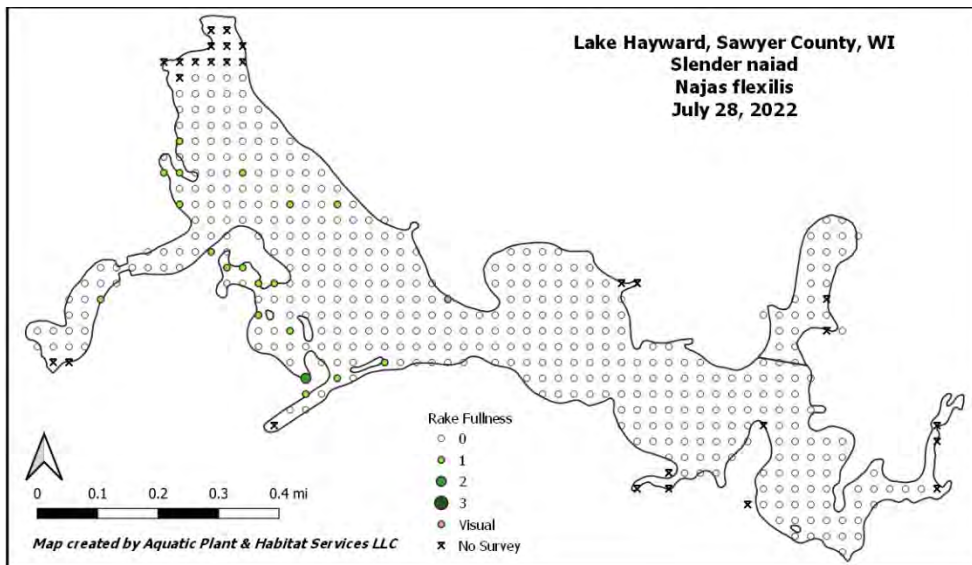 Lake Hayward, Sawyer County, WI
Slender naiad
Najas flexilis
July 28, 2022
Rake Fullness
0
1
2
3
Visual
No Survey
0 0.1 0.2 0.3 0.4 mi
Map created by Aquatic Plant & Habitat Services LLC